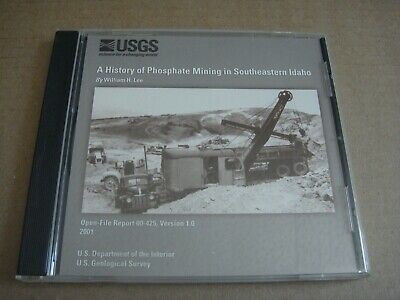 USGS
science for a changing world
A History of Phosphate Mining in Southeastern Idaho
By William H. Lee
Open-File Report 00-425, Version 1.0
2001
U.S. Department of the Interior
U.S. Geological Survey